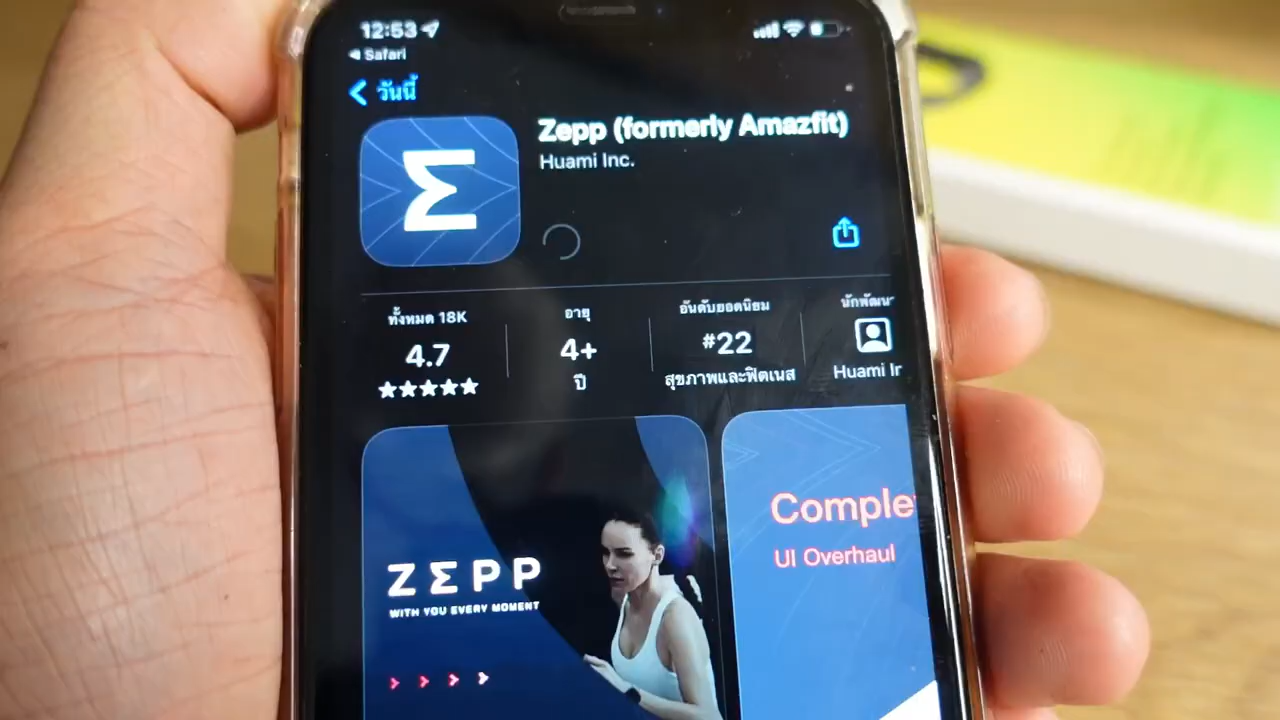 12:53
Safari
วันนี้
Zepp (formerly Amazfit)
Huami Inc.
ทั้งหมด 18K
4.7
อายุ
4+
ปี
อันดับยอดนิยม
#22
สุขภาพและฟิตเนส
นักพัฒนา
Huami Ir
ZΣPP
WITH YOU EVERY MOMENT
Comple
UI Overhaul